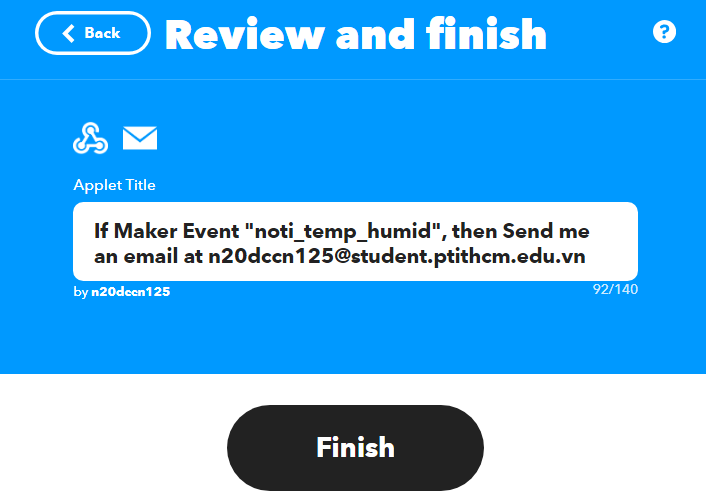 Back
Review and finish
?
Applet Title
If Maker Event "noti_temp_humid", then Send me
an email at n20dccn125@student.ptithcm.edu.vn
by n20dccn125
92/140
Finish